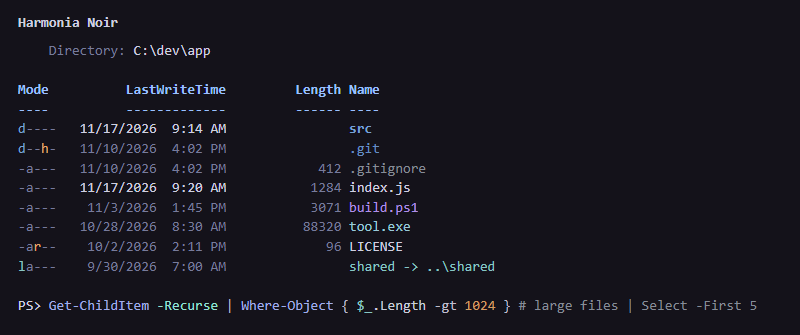 Harmonia Noir
Directory: C:\dev\app
Mode LastWriteTime Length Name
---- ------------- ------ ----
d---- 11/17/2026 9:14 AM src
d--h- 11/10/2026 4:02 PM .git
-a--- 11/10/2026 4:02 PM 412 .gitignore
-a--- 11/17/2026 9:20 AM 1284 index.js
-a--- 11/3/2026 1:45 PM 3071 build.ps1
-a--- 10/28/2026 8:30 AM 88320 tool.exe
-ar-- 10/2/2026 2:11 PM 96 LICENSE
la--- 9/30/2026 7:00 AM shared -> ..\shared
PS> Get-ChildItem -Recurse | Where-Object { $_.Length -gt 1024 } # large files | Select -First 5